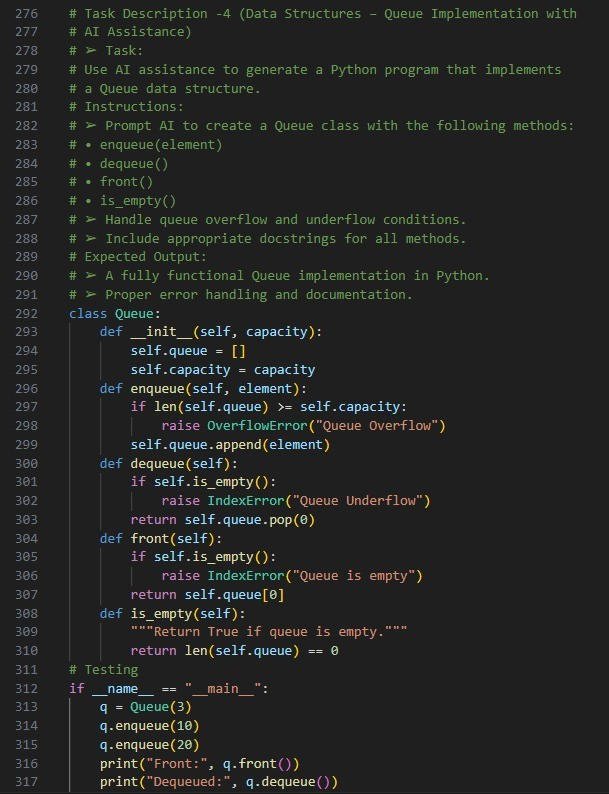 276 # Task Description -4 (Data Structures – Queue Implementation with
277 # AI Assistance)
278 # ➢ Task:
279 # Use AI assistance to generate a Python program that implements
280 # a Queue data structure.
281 # Instructions:
282 # ➢ Prompt AI to create a Queue class with the following methods:
283 # • enqueue(element)
284 # • dequeue()
285 # • front()
286 # • is_empty()
287 # ➢ Handle queue overflow and underflow conditions.
288 # ➢ Include appropriate docstrings for all methods.
289 # Expected Output:
290 # ➢ A fully functional Queue implementation in Python.
291 # ➢ Proper error handling and documentation.
292 class Queue:
293     def __init__(self, capacity):
294         self.queue = []
295         self.capacity = capacity
296     def enqueue(self, element):
297         if len(self.queue) >= self.capacity:
298             raise OverflowError("Queue Overflow")
299         self.queue.append(element)
300     def dequeue(self):
301         if self.is_empty():
302             raise IndexError("Queue Underflow")
303         return self.queue.pop(0)
304     def front(self):
305         if self.is_empty():
306             raise IndexError("Queue is empty")
307         return self.queue[0]
308     def is_empty(self):
309         """Return True if queue is empty."""
310         return len(self.queue) == 0
311 # Testing
312 if __name__ == "__main__":
313     q = Queue(3)
314     q.enqueue(10)
315     q.enqueue(20)
316     print("Front:", q.front())
317     print("Dequeued:", q.dequeue())